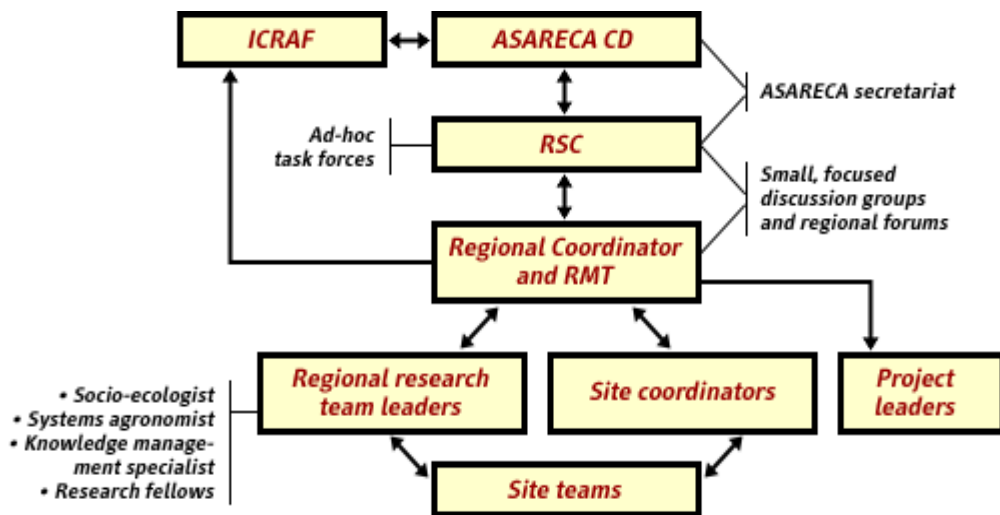 ICRAF
ASARECA CD
ASARECA secretariat
Ad-hoc
task forces
RSC
Small, focused
discussion groups
and regional forums
Regional Coordinator
and RMT
Regional research
team leaders
Site coordinators
Project
leaders
• Socio-ecologist
• Systems agronomist
• Knowledge manage-
ment specialist
• Research fellows
Site teams